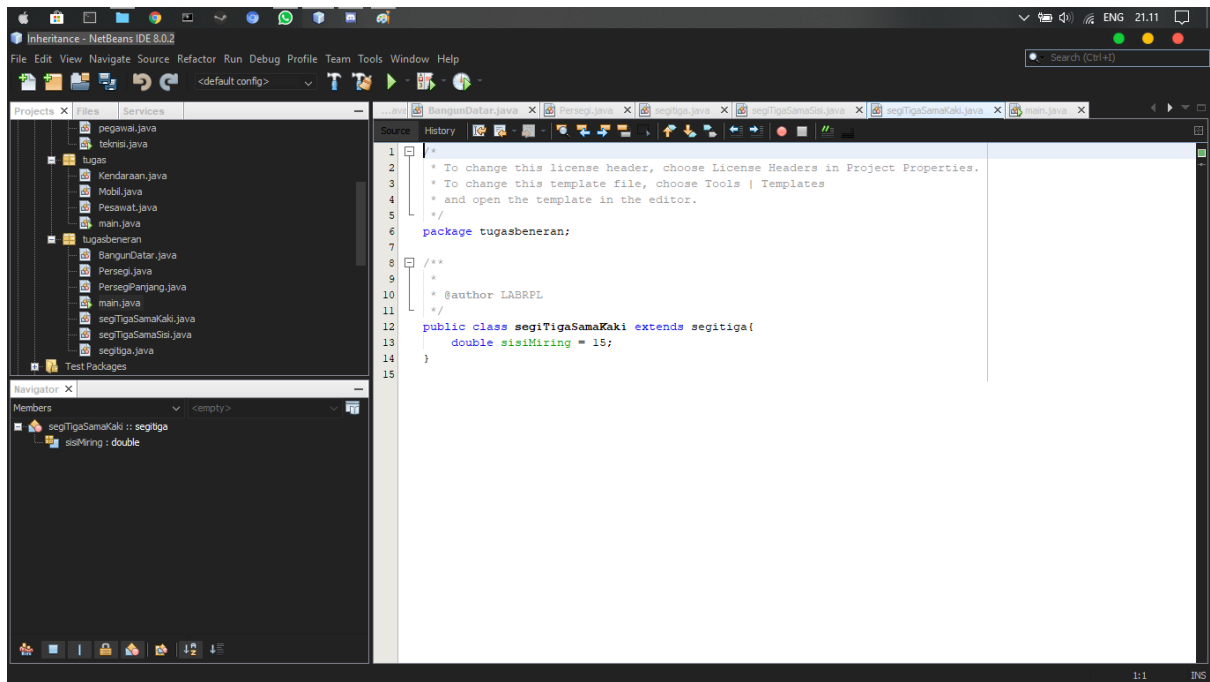 ENG 21.11
Inheritance - NetBeans IDE 8.0.2
File Edit View Navigate Source Refactor Run Debug Profile Team Tools Window Help
Search (Ctrl+I)
<default config>
Projects Files Services
pegawai.java
teknisi.java
tugas
Kendaraan.java
Mobil.java
Pesawat.java
main.java
tugasbeneran
BangunDatar.java
Persegi.java
PersegiPanjang.java
main.java
segiTigaSamaKaki.java
segiTigaSamaSisi.java
segitiga.java
Test Packages
Navigator
Members <empty>
segiTigaSamaKaki :: segitiga
sisiMiring : double
...ava BangunDatar.java Persegi.java segitiga.java segiTigaSamaSisi.java segiTigaSamaKaki.java main.java
Source History
1 /*
2 * To change this license header, choose License Headers in Project Properties.
3 * To change this template file, choose Tools | Templates
4 * and open the template in the editor.
5 */
6 package tugasbeneran;
7
8 /**
9 *
10 * @author LABRPL
11 */
12 public class segiTigaSamaKaki extends segitiga{
13 double sisiMiring = 15;
14 }
15
1:1 INS